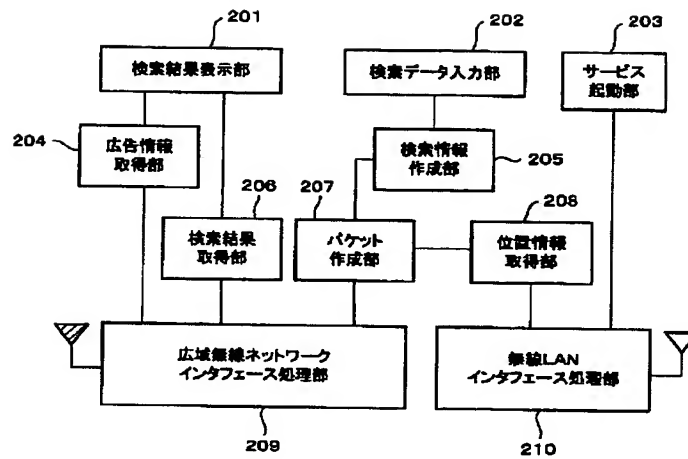 201
202
203
検索結果表示部
検索データ入力部
サービス
起動部
204
広告情報
取得部
検索情報
作成部
205
206
207
208
検索結果
取得部
パケット
作成部
位置情報
取得部
広域無線ネットワーク
インタフェース処理部
無線LAN
インタフェース処理部
209
210